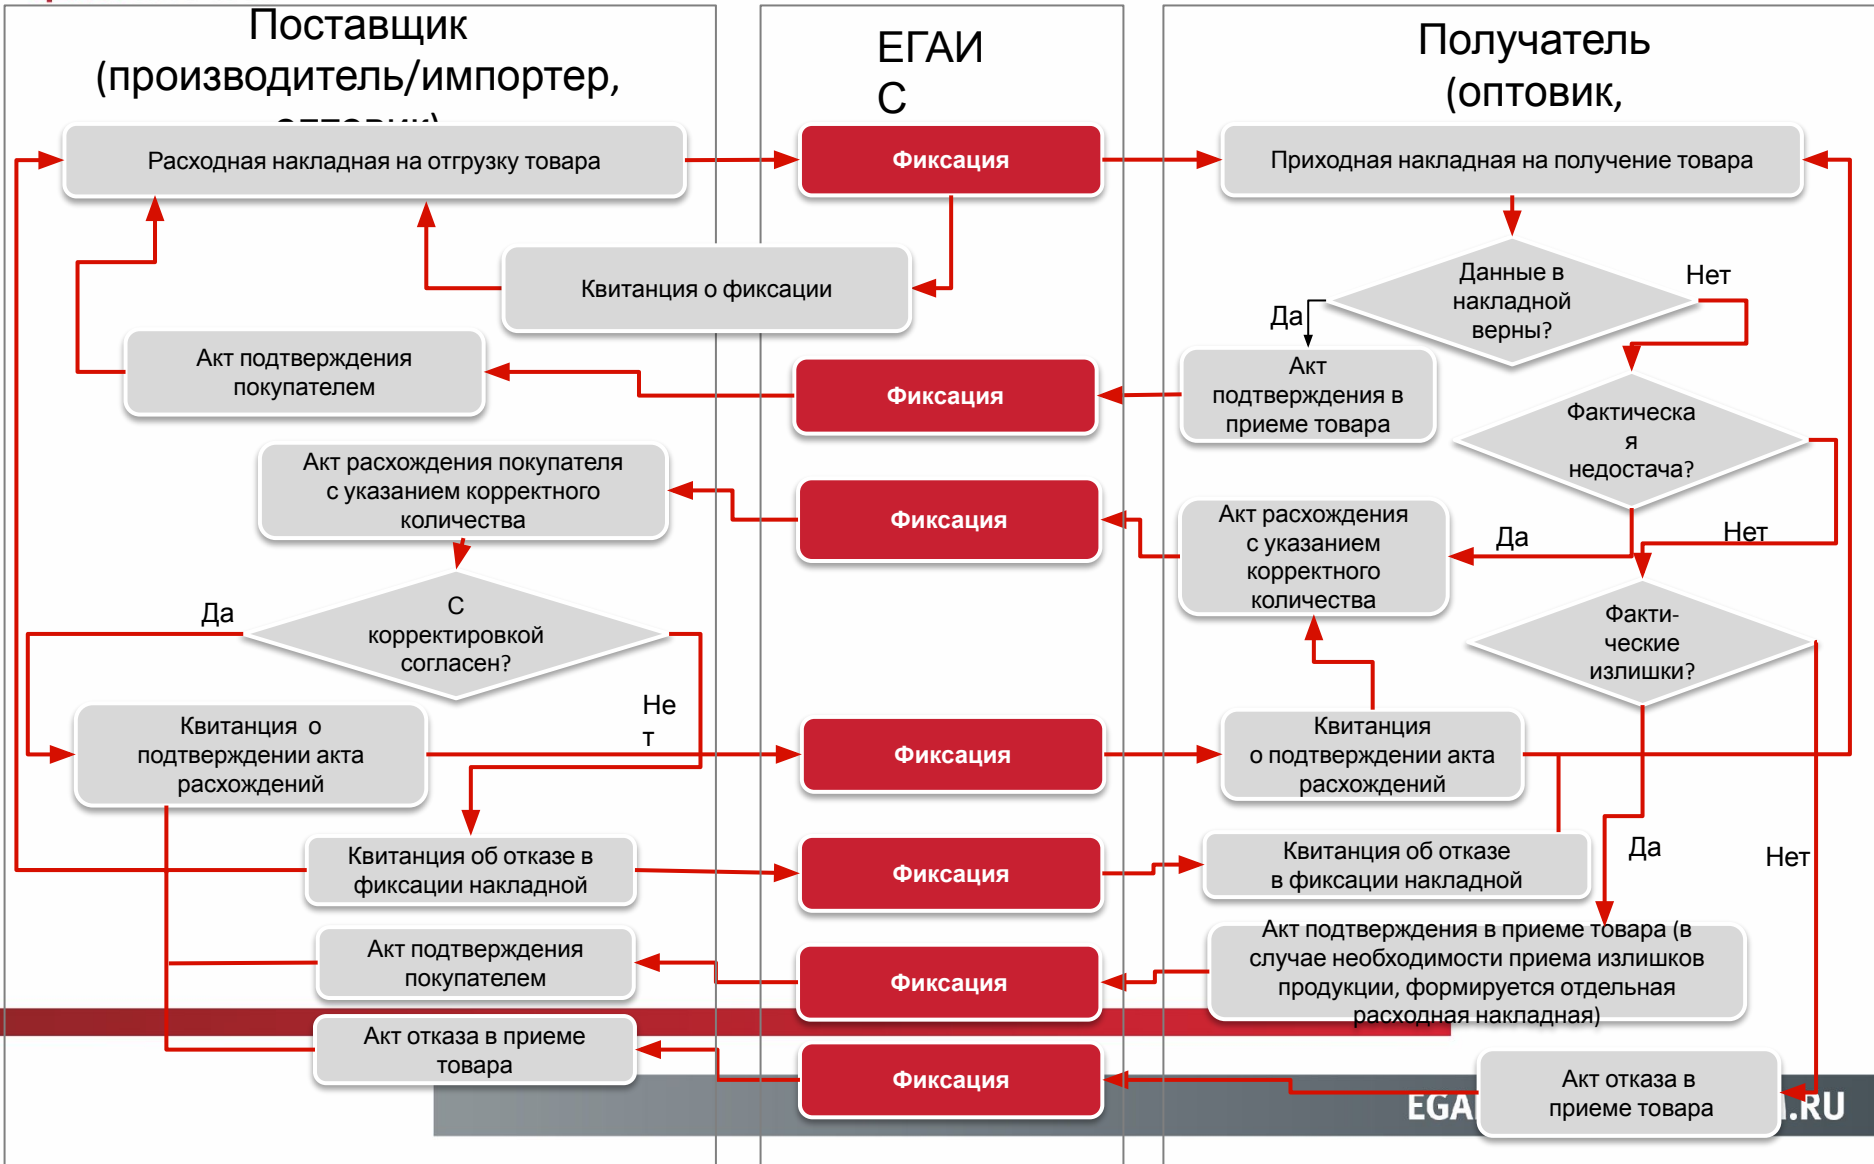 Поставщик
(производитель/импортер,
ЕГАИ
С
Получатель
(оптовик,
Расходная накладная на отгрузку товара
Фиксация
Приходная накладная на получение товара
Квитанция о фиксации
Данные в
накладной
верны?
Нет
Да
Акт подтверждения
покупателем
Фиксация
Акт
подтверждения в
приеме товара
Фактическа
я
недостача?
Акт расхождения покупателя
с указанием корректного
количества
Фиксация
Акт расхождения
с указанием
корректного
количества
Да
Нет
Да
С
корректировкой
согласен?
Факти-
ческие
излишки?
Не
т
Квитанция о
подтверждении акта
расхождений
Фиксация
Квитанция
о подтверждении акта
расхождений
Квитанция об отказе в
фиксации накладной
Фиксация
Квитанция об отказе
в фиксации накладной
Да
Нет
Акт подтверждения
покупателем
Фиксация
Акт подтверждения в приеме товара (в
случае необходимости приема излишков
продукции, формируется отдельная
расходная накладная)
Акт отказа в приеме
товара
Фиксация
Акт отказа в
приеме товара